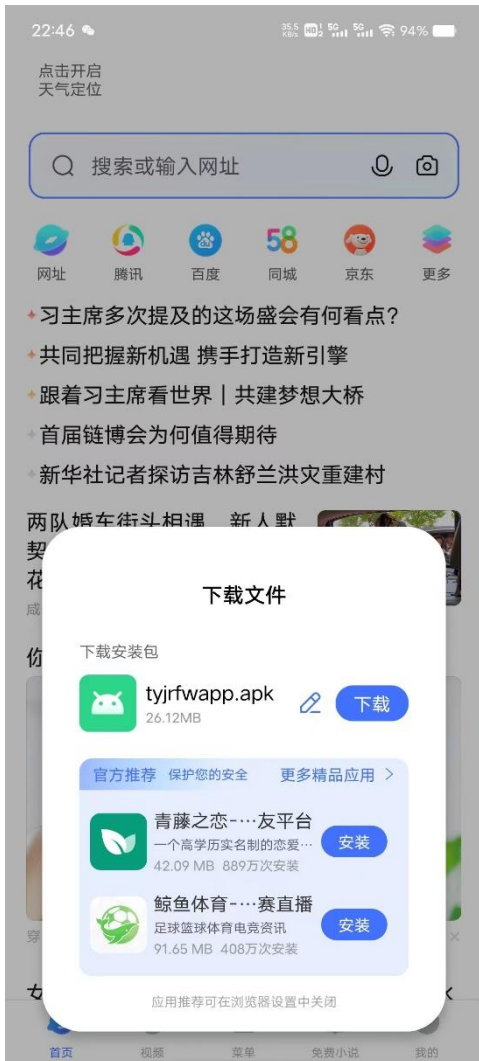 22:46
35.5 KB/s HD 1 2 5G 5G 94%
点击开启
天气定位
搜索或输入网址
58
网址 腾讯 百度 同城 京东 更多
习主席多次提及的这场盛会有何看点?
共同把握新机遇 携手打造新引擎
跟着习主席看世界｜共建梦想大桥
首届链博会为何值得期待
新华社记者探访吉林舒兰洪灾重建村
两队婚车街头相遇，新人默
契
花
咸
你
下载文件
下载安装包
tyjrfwapp.apk
26.12MB
下载
官方推荐 保护您的安全 更多精品应用 >
青藤之恋-…友平台
一个高学历实名制的恋爱…
42.09 MB 889万次安装
安装
鲸鱼体育-…赛直播
足球篮球体育电竞资讯
91.65 MB 408万次安装
安装
穿
女
应用推荐可在浏览器设置中关闭
首页 视频 菜单 免费小说 我的